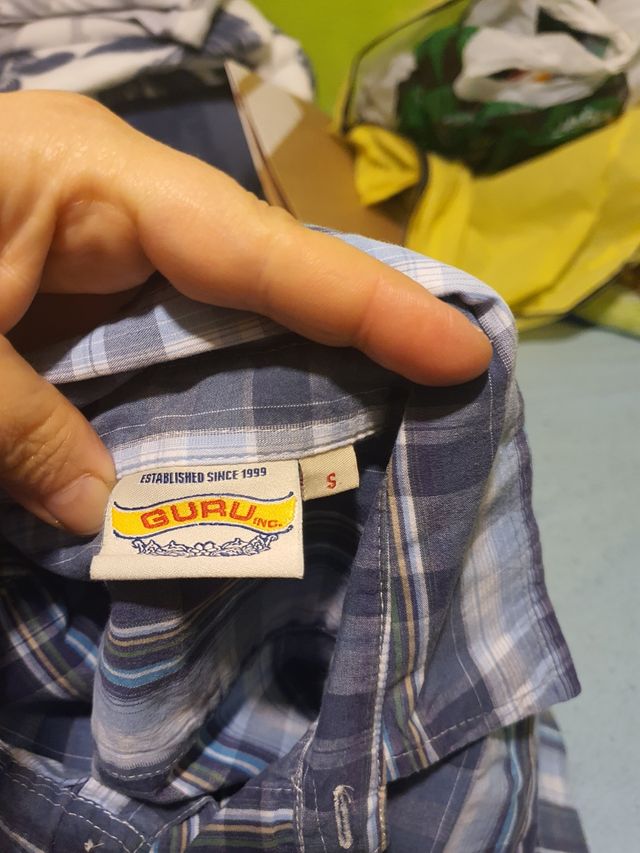 ESTABLISHED SINCE 1999
GURU INC.
S